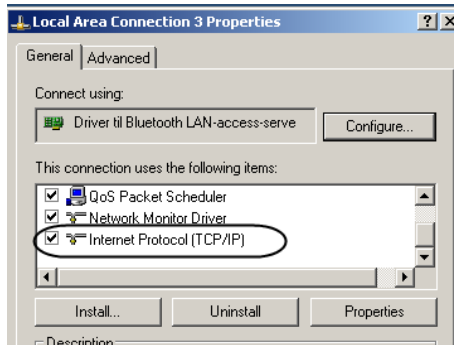 Local Area Connection 3 Properties
General Advanced
Connect using:
Driver til Bluetooth LAN-access-serve Configure...
This connection uses the following items:
QoS Packet Scheduler
Network Monitor Driver
Internet Protocol (TCP/IP)
Install... Uninstall Properties
Description